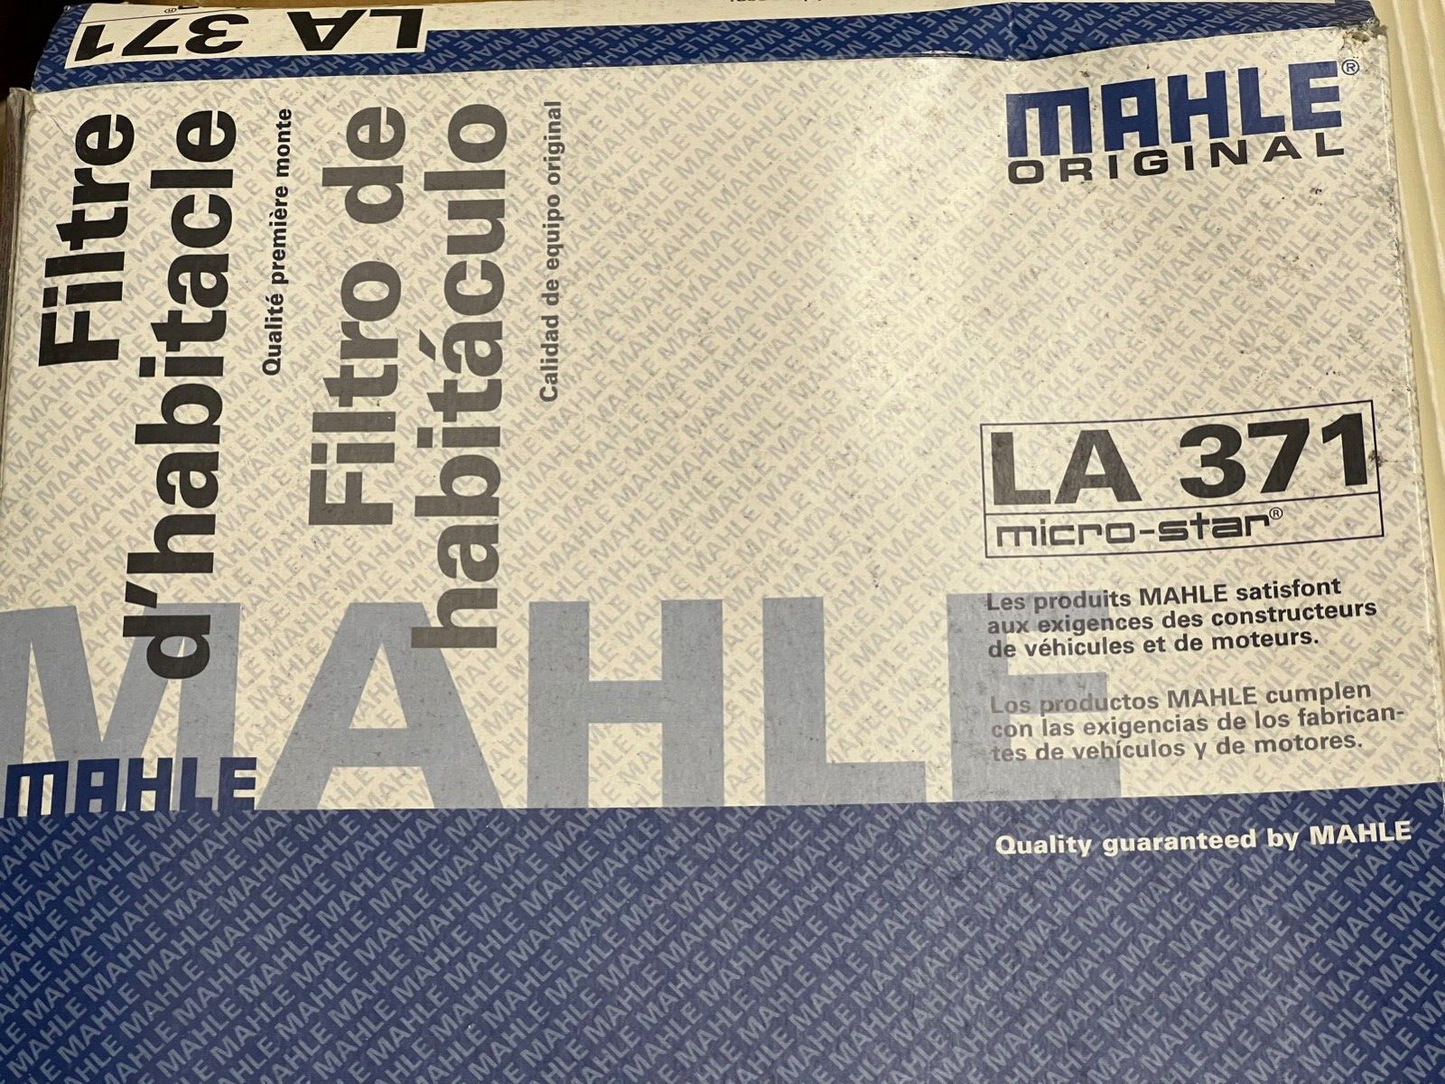 LA 371
MAHLE®
ORIGINAL
Filtre
d'habitacle
Qualité première monte
Filtro de
habitáculo
Calidad de equipo original
LA 371
micro-star®
Les produits MAHLE satisfont
aux exigences des constructeurs
de véhicules et de moteurs.
Los productos MAHLE cumplen
con las exigencias de los fabrican-
tes de vehículos y de motores.
MAHLE
MAHLE
Quality guaranteed by MAHLE